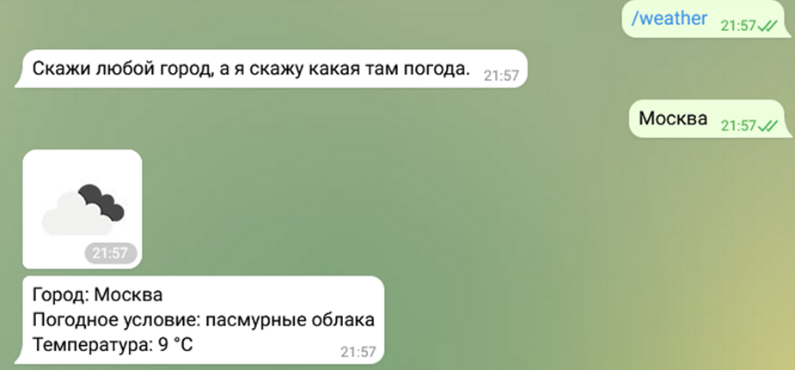 /weather 21:57
Скажи любой город, а я скажу какая там погода. 21:57
Москва 21:57
21:57
Город: Москва
Погодное условие: пасмурные облака
Температура: 9 °C 21:57